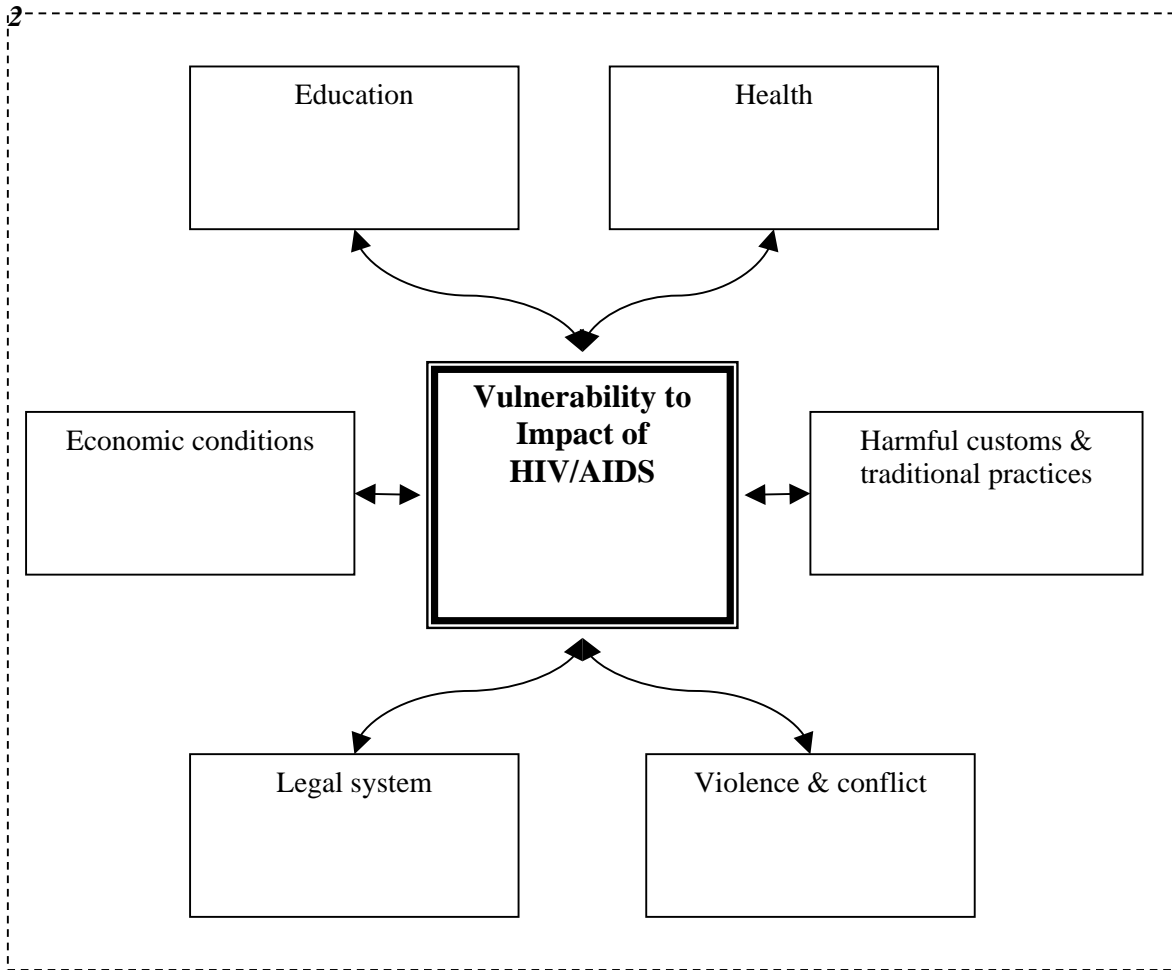 2
Education
Health
Vulnerability to
Impact of
HIV/AIDS
Economic conditions
Harmful customs &
traditional practices
Legal system
Violence & conflict